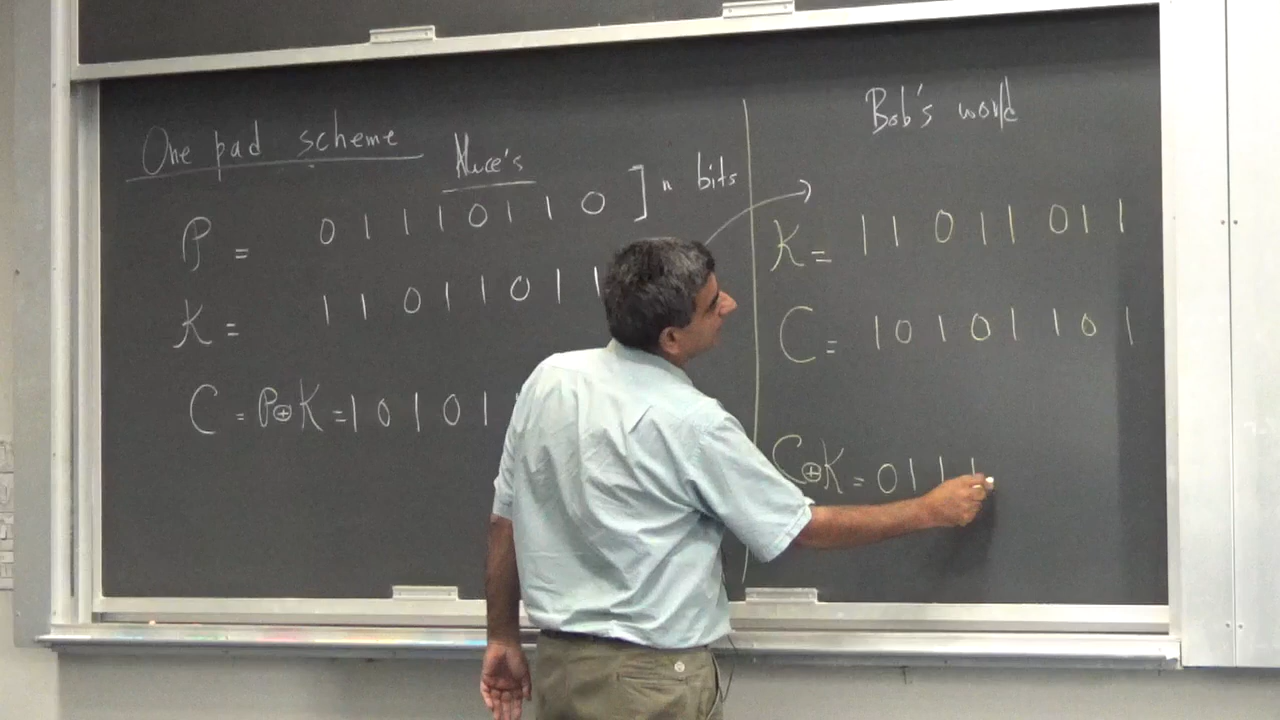 One pad scheme
Alice's
P = 0 1 1 1 0 1 1 0 ] n bits
K = 1 1 0 1 1 0 1 1
C = P⊕K = 1 0 1 0 1
Bob's world
K = 1 1 0 1 1 0 1 1
C = 1 0 1 0 1 1 0 1
C⊕K = 0 1 1 1